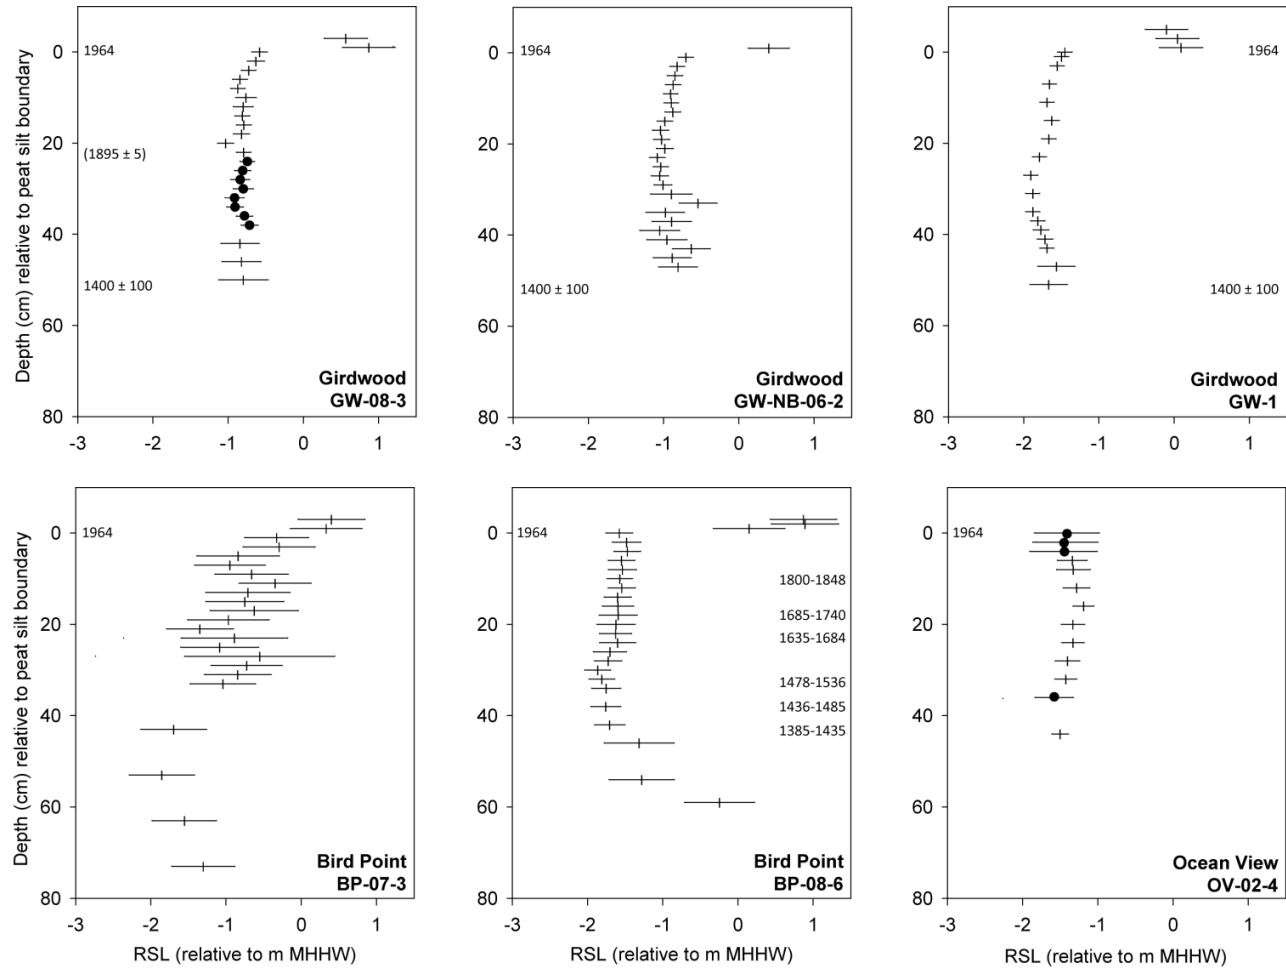 Depth (cm) relative to peat silt boundary
0
20
40
60
80
1964
(1895 ± 5)
1400 ± 100
Girdwood
GW-08-3
-3 -2 -1 0 1
0
20
40
60
80
1964
1400 ± 100
Girdwood
GW-NB-06-2
-3 -2 -1 0 1
0
20
40
60
80
1964
1400 ± 100
Girdwood
GW-1
-3 -2 -1 0 1
Depth (cm) relative to peat silt boundary
0
20
40
60
80
1964
Bird Point
BP-07-3
-3 -2 -1 0 1
RSL (relative to m MHHW)
0
20
40
60
80
1964
1800-1848
1685-1740
1635-1684
1478-1536
1436-1485
1385-1435
Bird Point
BP-08-6
-3 -2 -1 0 1
RSL (relative to m MHHW)
0
20
40
60
80
1964
Ocean View
OV-02-4
-3 -2 -1 0 1
RSL (relative to m MHHW)